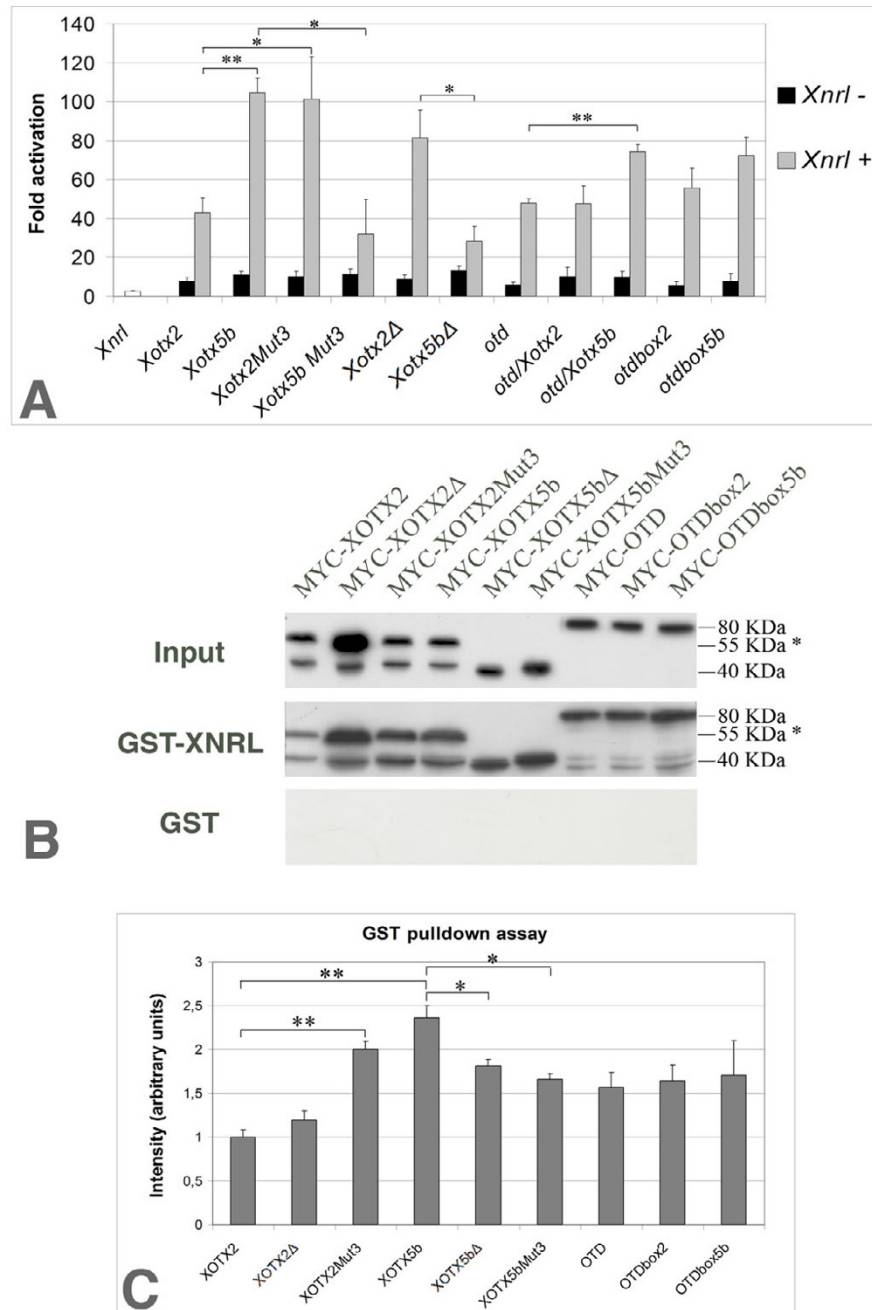 140
120
100
80
60
40
20
0
Fold activation
*
*
**
*
**
Xnrl -
Xnrl +
Xnrl
Xotx2
Xotx5b
Xotx2Mut3
Xotx5b Mut3
Xotx2Δ
Xotx5bΔ
otd
otd/Xotx2
otd/Xotx5b
otdbox2
otdbox5b
A
MYC-XOTX2
MYC-XOTX2Δ
MYC-XOTX2Mut3
MYC-XOTX5b
MYC-XOTX5bΔ
MYC-XOTX5bMut3
MYC-OTD
MYC-OTDbox2
MYC-OTDbox5b
Input
80 KDa
55 KDa *
40 KDa
GST-XNRL
80 KDa
55 KDa *
40 KDa
GST
B
GST pulldown assay
3
2,5
2
1,5
1
0,5
0
Intensity (arbitrary units)
**
*
*
**
XOTX2
XOTX2Δ
XOTX2Mut3
XOTX5b
XOTX5bΔ
XOTX5bMut3
OTD
OTDbox2
OTDbox5b
C